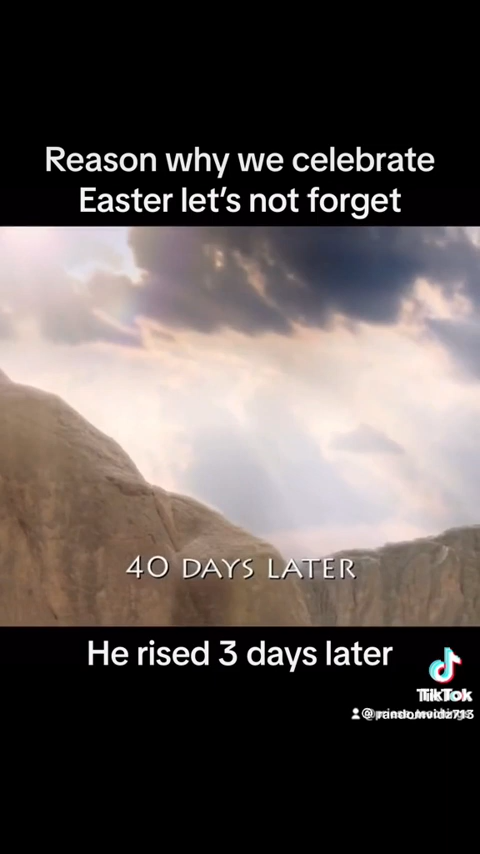 Reason why we celebrate
Easter let's not forget
40 DAYS LATER
He rised 3 days later
TikTok